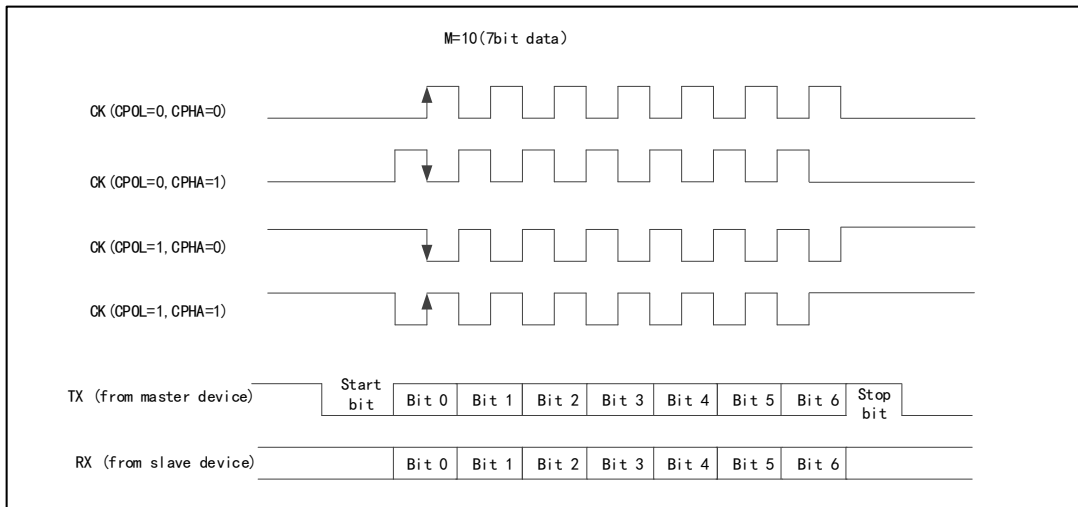 M=10(7bit data)
CK(CPOL=0,CPHA=0)
CK(CPOL=0,CPHA=1)
CK(CPOL=1,CPHA=0)
CK(CPOL=1,CPHA=1)
TX (from master device)
Start bit
Bit 0 Bit 1 Bit 2 Bit 3 Bit 4 Bit 5 Bit 6
Stop bit
RX (from slave device)
Bit 0 Bit 1 Bit 2 Bit 3 Bit 4 Bit 5 Bit 6